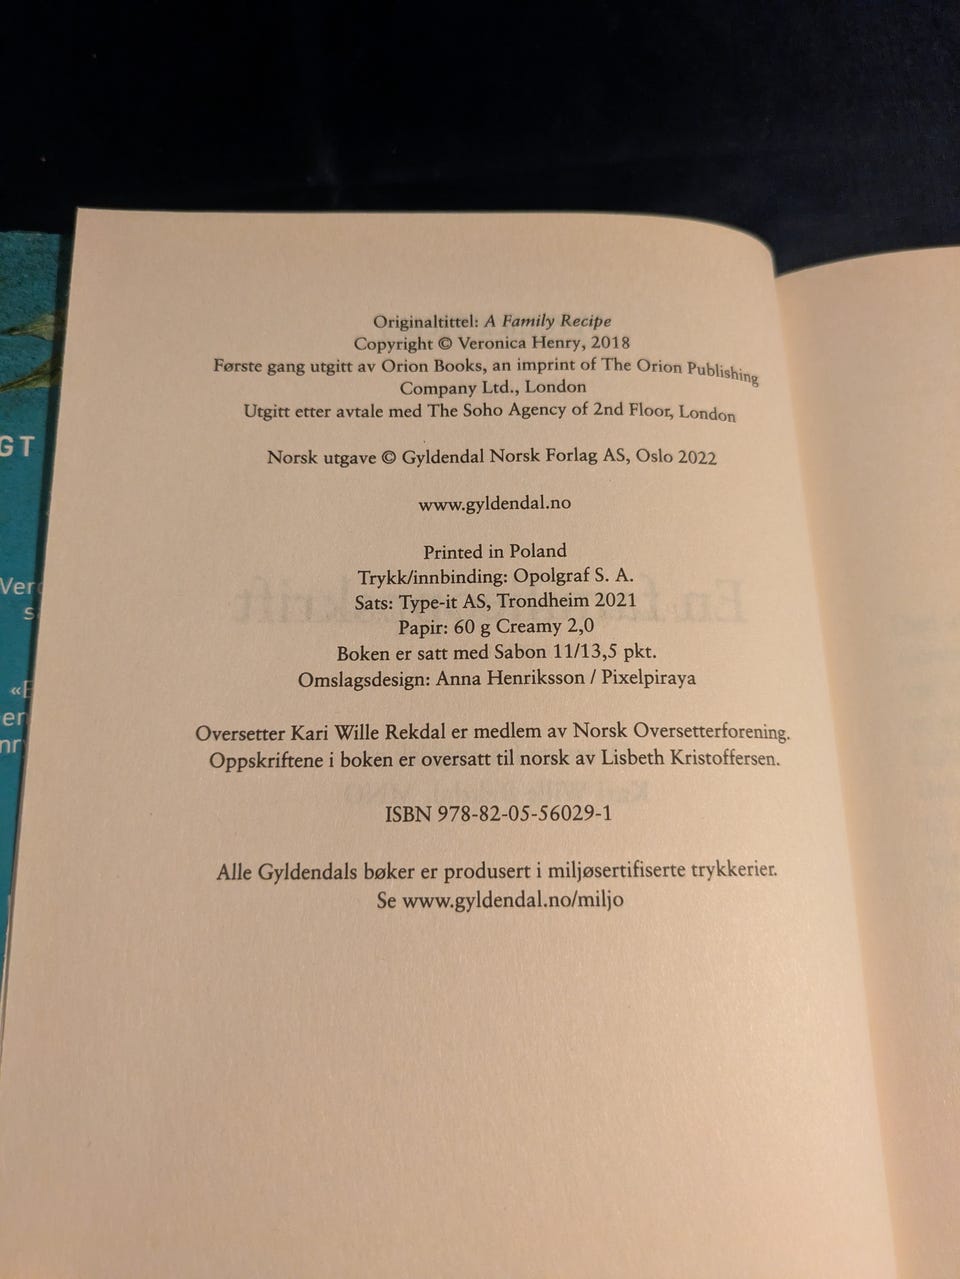 Originaltittel: A Family Recipe
Copyright © Veronica Henry, 2018
Første gang utgitt av Orion Books, an imprint of The Orion Publishing
Company Ltd., London
Utgitt etter avtale med The Soho Agency of 2nd Floor, London
Norsk utgave © Gyldendal Norsk Forlag AS, Oslo 2022
www.gyldendal.no
Printed in Poland
Trykk/innbinding: Opolgraf S. A.
Sats: Type-it AS, Trondheim 2021
Papir: 60 g Creamy 2,0
Boken er satt med Sabon 11/13,5 pkt.
Omslagsdesign: Anna Henriksson / Pixelpiraya
Oversetter Kari Wille Rekdal er medlem av Norsk Oversetterforening.
Oppskriftene i boken er oversatt til norsk av Lisbeth Kristoffersen.
ISBN 978-82-05-56029-1
Alle Gyldendals bøker er produsert i miljøsertifiserte trykkerier.
Se www.gyldendal.no/miljo